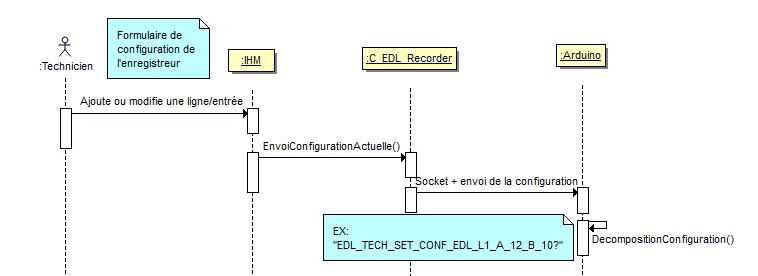 Formulaire de
configuration de
l'enregistreur
:Technicien
:IHM
:C_EDL_Recorder
:Arduino
Ajoute ou modifie une ligne/entrée
EnvoiConfigurationActuelle()
Socket + envoi de la configuration
EX:
"EDL_TECH_SET_CONF_EDL_L1_A_12_B_10?"
DecompositionConfiguration()